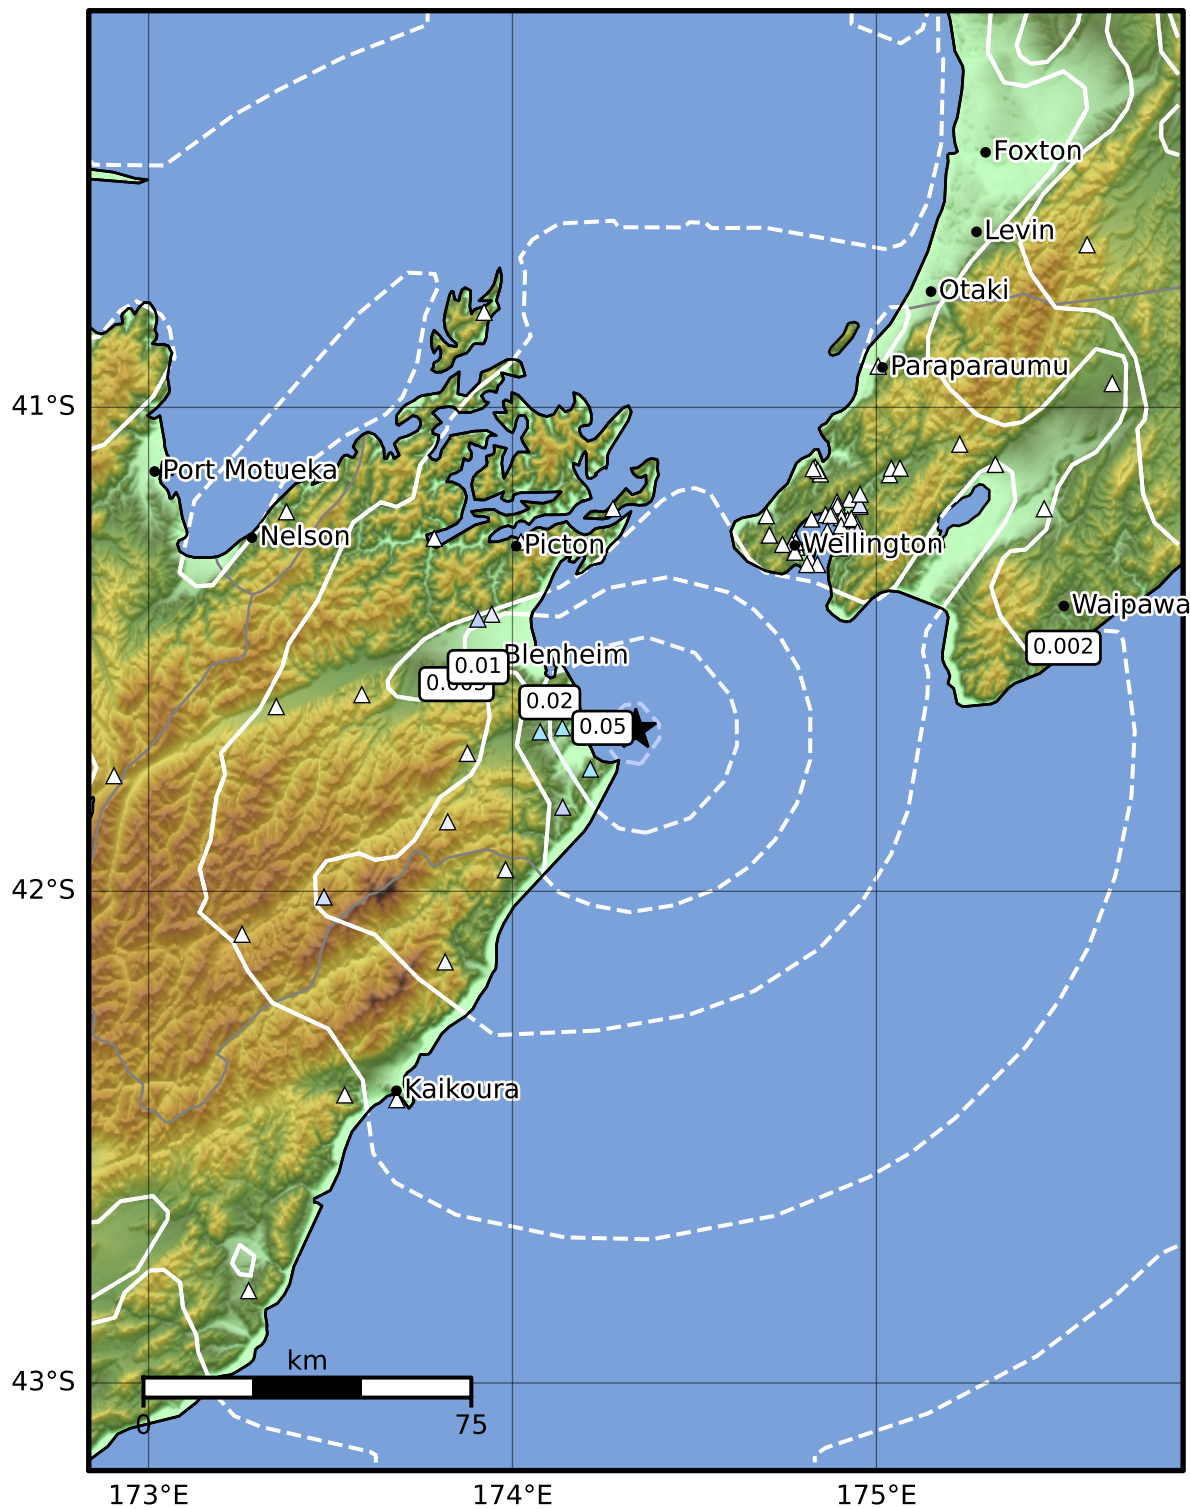 Foxton
Levin
Otaki
Paraparaumu
41°S
Port Motueka
Nelson
Picton
Wellington
Waipawa
0.002
Blenheim
0.01
0.02
0.05
42°S
Kaikoura
km
43°S
0
75
173°E
174°E
175°E